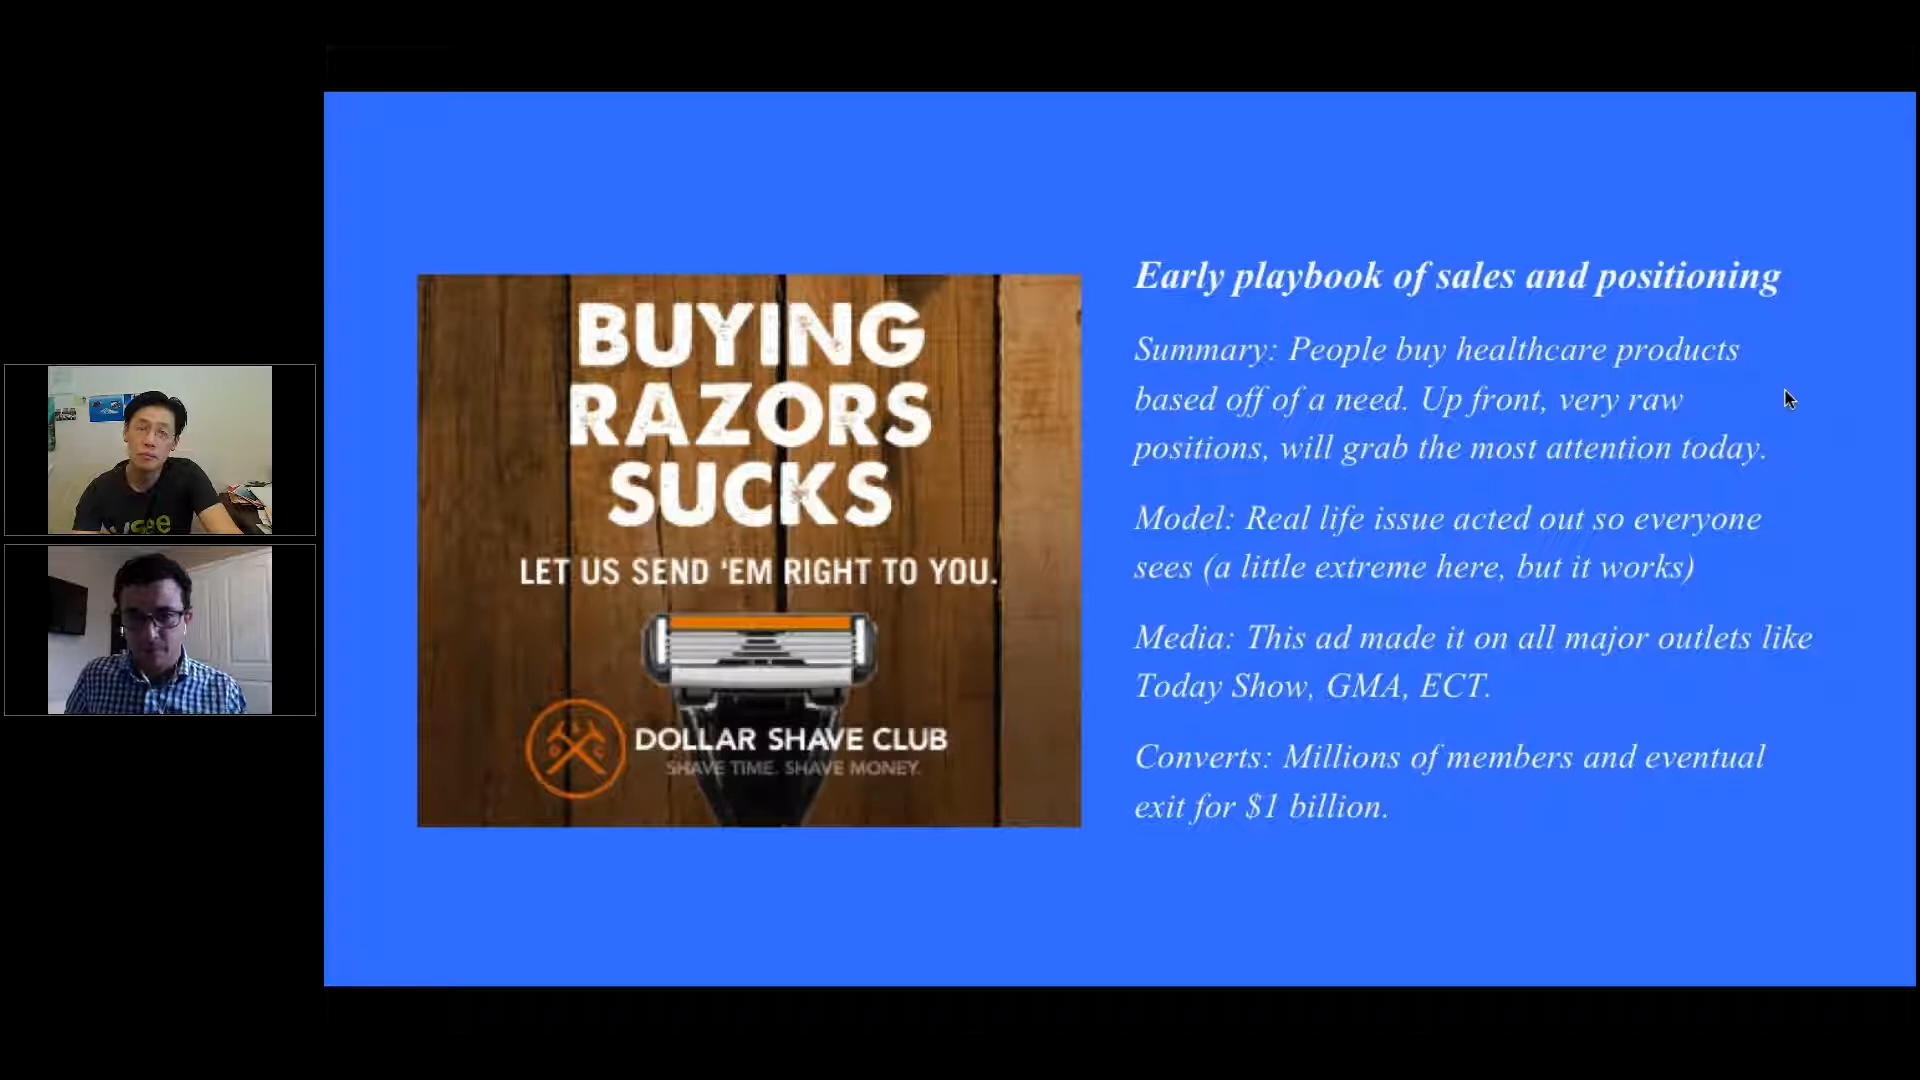 BUYING
RAZORS
SUCKS
LET US SEND ‘EM RIGHT TO YOU.
DOLLAR SHAVE CLUB
SHAVE TIME. SHAVE MONEY.
Early playbook of sales and positioning
Summary: People buy healthcare products
based off of a need. Up front, very raw
positions, will grab the most attention today.
Model: Real life issue acted out so everyone
sees (a little extreme here, but it works)
Media: This ad made it on all major outlets like
Today Show, GMA, ECT.
Converts: Millions of members and eventual
exit for $1 billion.